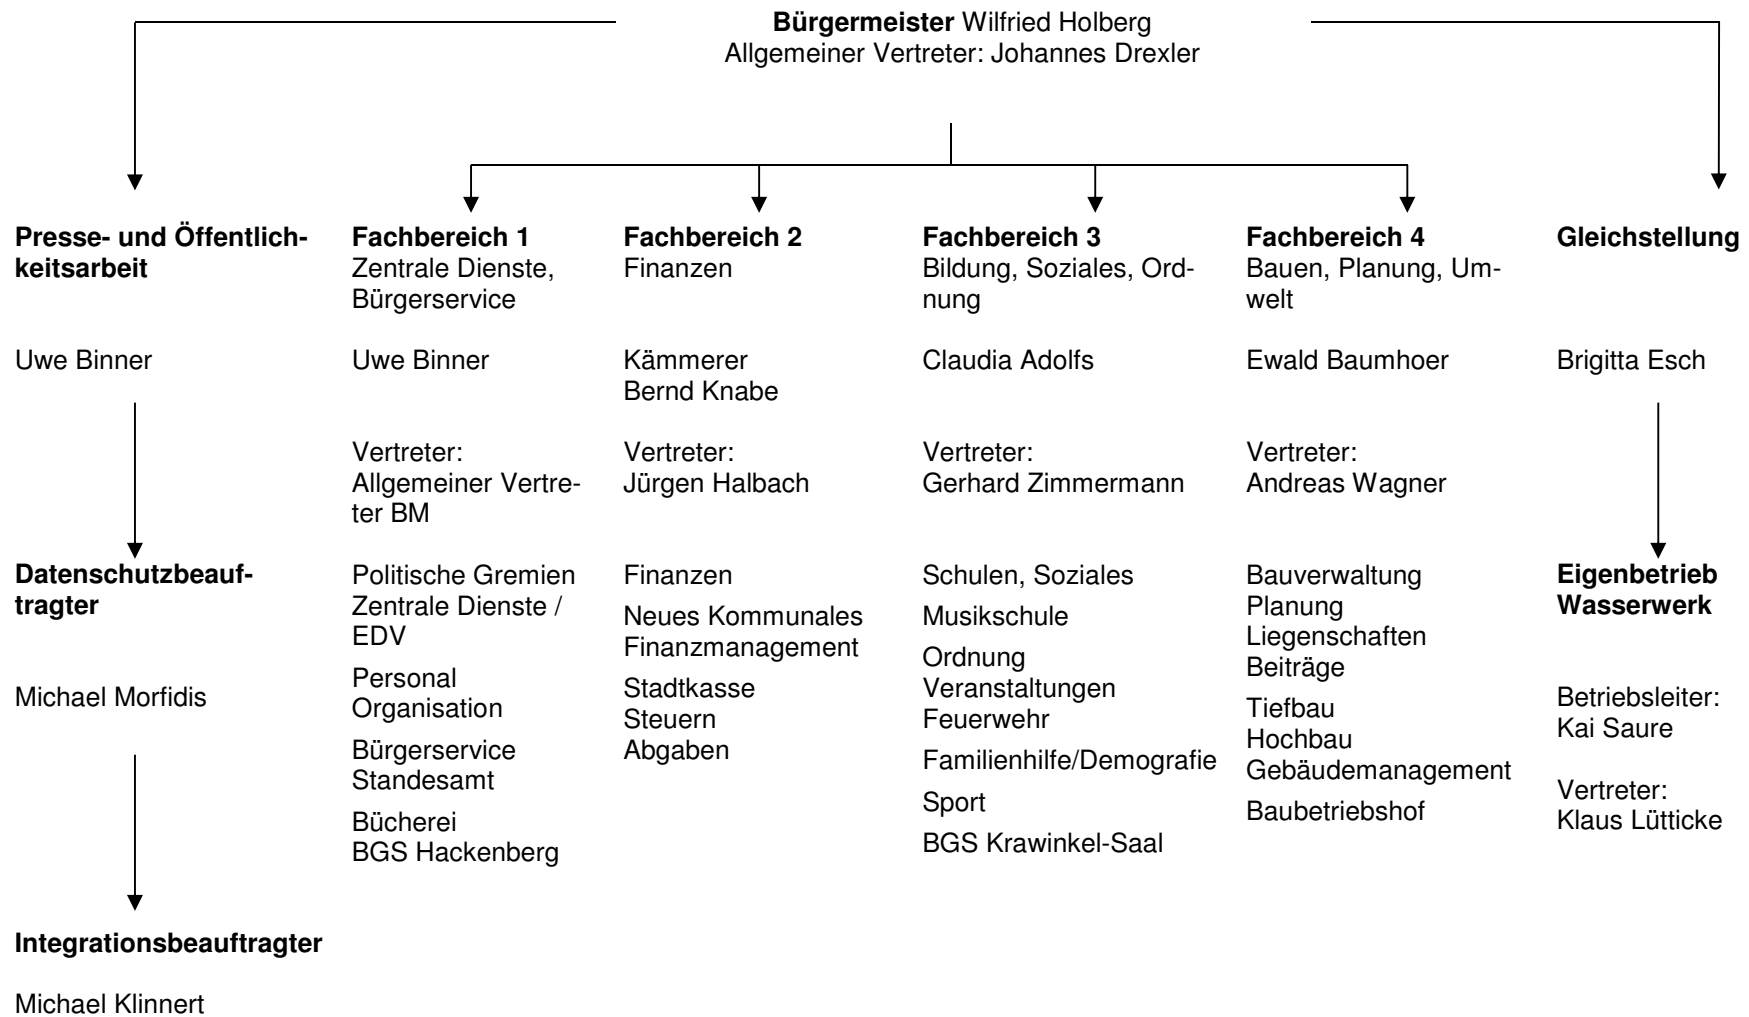 Bürgermeister Wilfried Holberg
Allgemeiner Vertreter: Johannes Drexler
Presse- und Öffentlich-
keitsarbeit
Uwe Binner
Datenschutzbeauf-
tragter
Michael Morfidis
Integrationsbeauftragter
Michael Klinnert
Fachbereich 1
Zentrale Dienste,
Bürgerservice
Uwe Binner
Vertreter:
Allgemeiner Vertre-
ter BM
Politische Gremien
Zentrale Dienste /
EDV
Personal
Organisation
Bürgerservice
Standesamt
Bücherei
BGS Hackenberg
Fachbereich 2
Finanzen
Kämmerer
Bernd Knabe
Vertreter:
Jürgen Halbach
Finanzen
Neues Kommunales
Finanzmanagement
Stadtkasse
Steuern
Abgaben
Fachbereich 3
Bildung, Soziales, Ord-
nung
Claudia Adolfs
Vertreter:
Gerhard Zimmermann
Schulen, Soziales
Musikschule
Ordnung
Veranstaltungen
Feuerwehr
Familienhilfe/Demografie
Sport
BGS Krawinkel-Saal
Fachbereich 4
Bauen, Planung, Um-
welt
Ewald Baumhoer
Vertreter:
Andreas Wagner
Bauverwaltung
Planung
Liegenschaften
Beiträge
Tiefbau
Hochbau
Gebäudemanagement
Baubetriebshof
Gleichstellung
Brigitta Esch
Eigenbetrieb
Wasserwerk
Betriebsleiter:
Kai Saure
Vertreter:
Klaus Lütticke